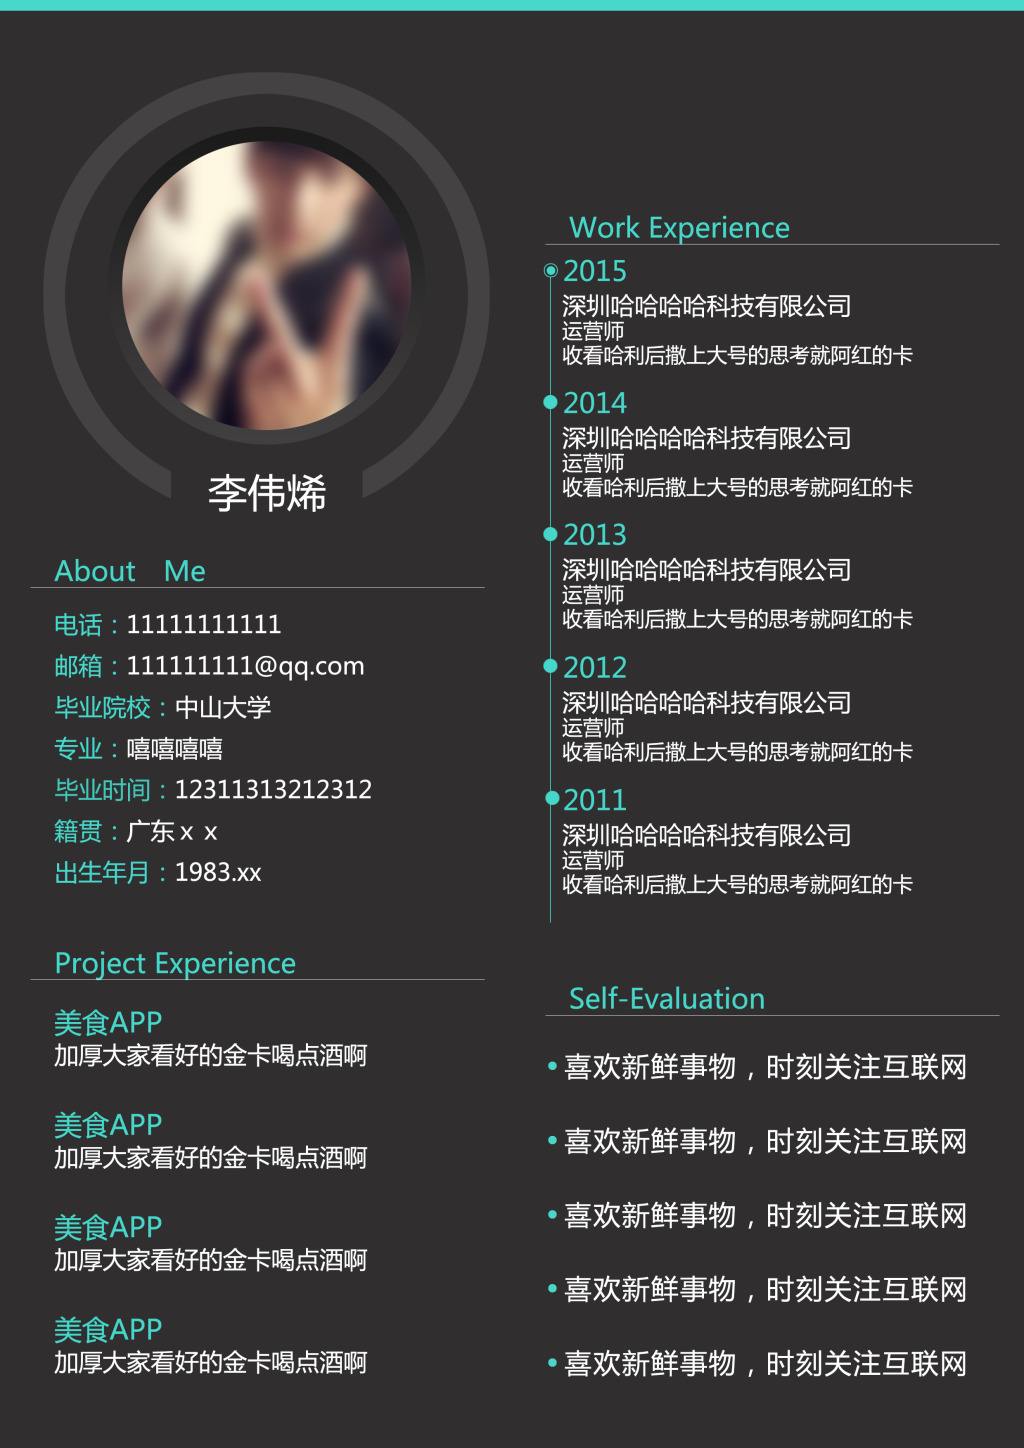 李伟烯
About Me
电话：11111111111
邮箱：111111111@qq.com
毕业院校：中山大学
专业：嘻嘻嘻嘻
毕业时间：12311313212312
籍贯：广东ｘｘ
出生年月：1983.xx
Project Experience
美食APP
加厚大家看好的金卡喝点酒啊
美食APP
加厚大家看好的金卡喝点酒啊
美食APP
加厚大家看好的金卡喝点酒啊
美食APP
加厚大家看好的金卡喝点酒啊
Work Experience
2015
深圳哈哈哈哈科技有限公司
运营师
收看哈利后撒上大号的思考就阿红的卡
2014
深圳哈哈哈哈科技有限公司
运营师
收看哈利后撒上大号的思考就阿红的卡
2013
深圳哈哈哈哈科技有限公司
运营师
收看哈利后撒上大号的思考就阿红的卡
2012
深圳哈哈哈哈科技有限公司
运营师
收看哈利后撒上大号的思考就阿红的卡
2011
深圳哈哈哈哈科技有限公司
运营师
收看哈利后撒上大号的思考就阿红的卡
Self-Evaluation
•喜欢新鲜事物，时刻关注互联网
•喜欢新鲜事物，时刻关注互联网
•喜欢新鲜事物，时刻关注互联网
•喜欢新鲜事物，时刻关注互联网
•喜欢新鲜事物，时刻关注互联网